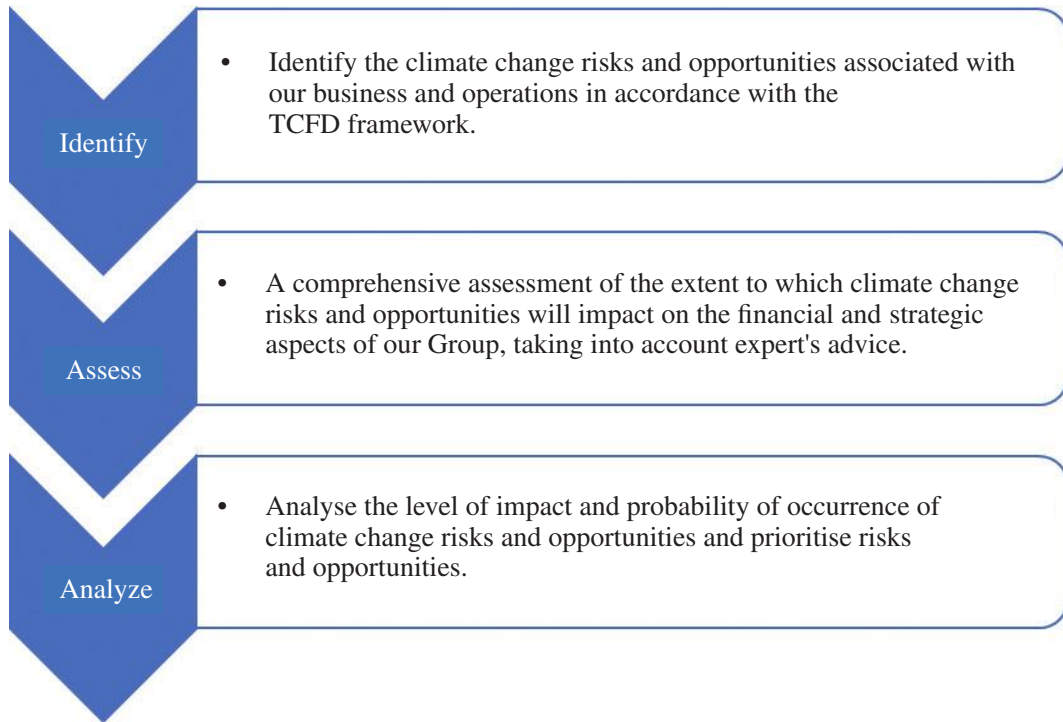 Identify
• Identify the climate change risks and opportunities associated with
our business and operations in accordance with the
TCFD framework.
Assess
• A comprehensive assessment of the extent to which climate change
risks and opportunities will impact on the financial and strategic
aspects of our Group, taking into account expert's advice.
Analyze
• Analyse the level of impact and probability of occurrence of
climate change risks and opportunities and prioritise risks
and opportunities.